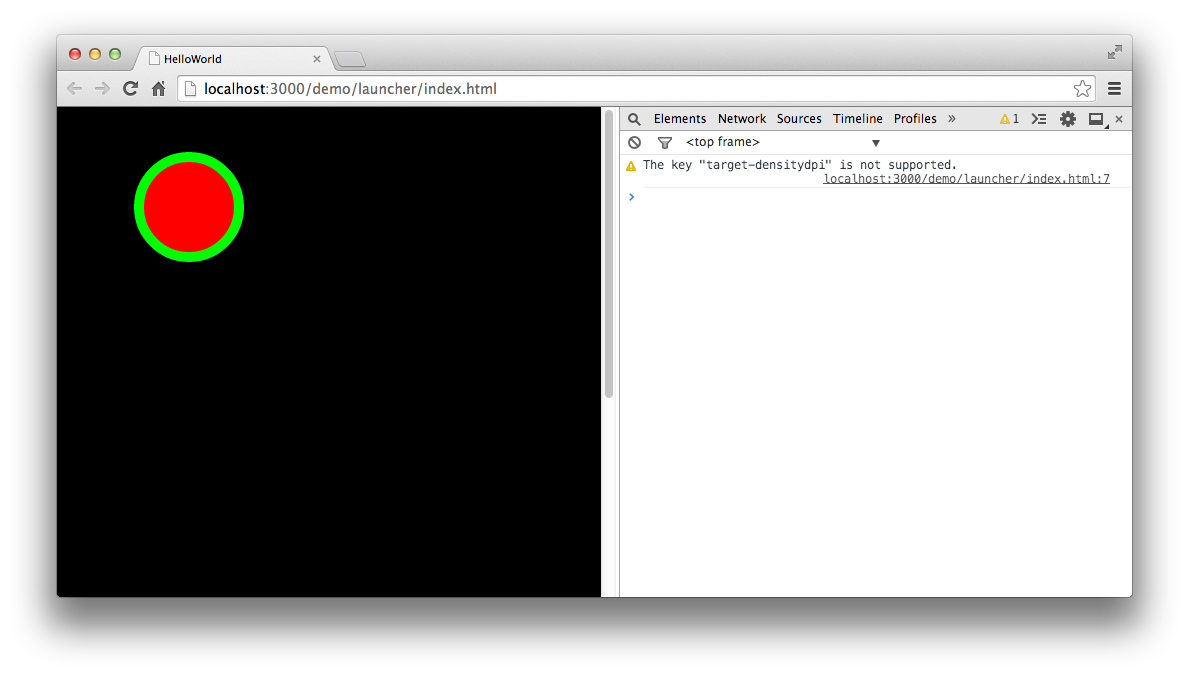 HelloWorld
localhost:3000/demo/launcher/index.html
Elements Network Sources Timeline Profiles » 1
<top frame>
The key "target-densitydpi" is not supported.
localhost:3000/demo/launcher/index.html:7